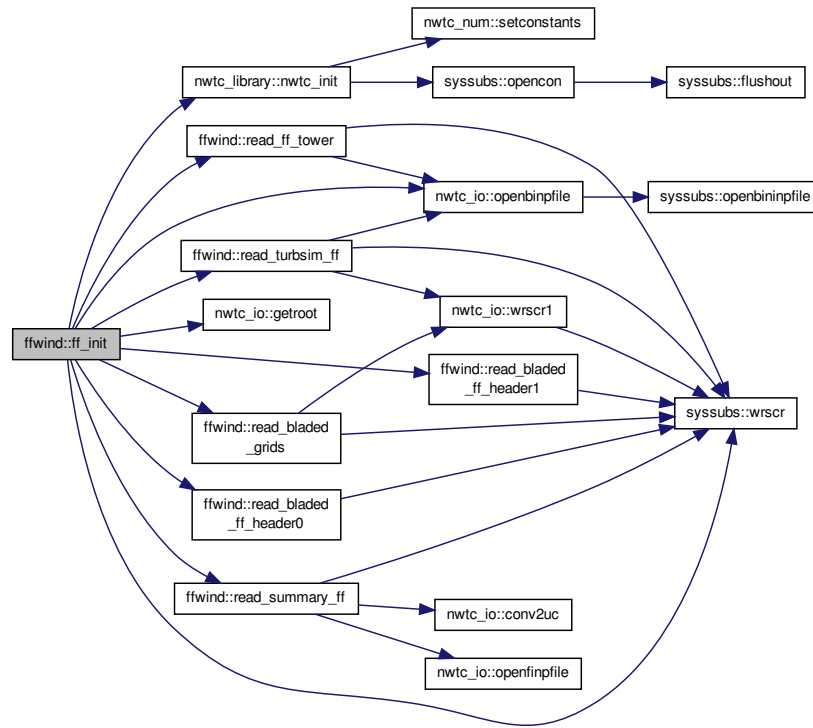 nwtc_num::setconstants
nwtc_library::nwtc_init
syssubs::opencon
syssubs::flushout
ffwind::read_ff_tower
nwtc_io::openbinpfile
syssubs::openbininpfile
ffwind::read_turbsim_ff
nwtc_io::getroot
nwtc_io::wrscr1
ffwind::ff_init
ffwind::read_bladed
_ff_header1
ffwind::read_bladed
_grids
syssubs::wrscr
ffwind::read_bladed
_ff_header0
ffwind::read_summary_ff
nwtc_io::conv2uc
nwtc_io::openfinpfile